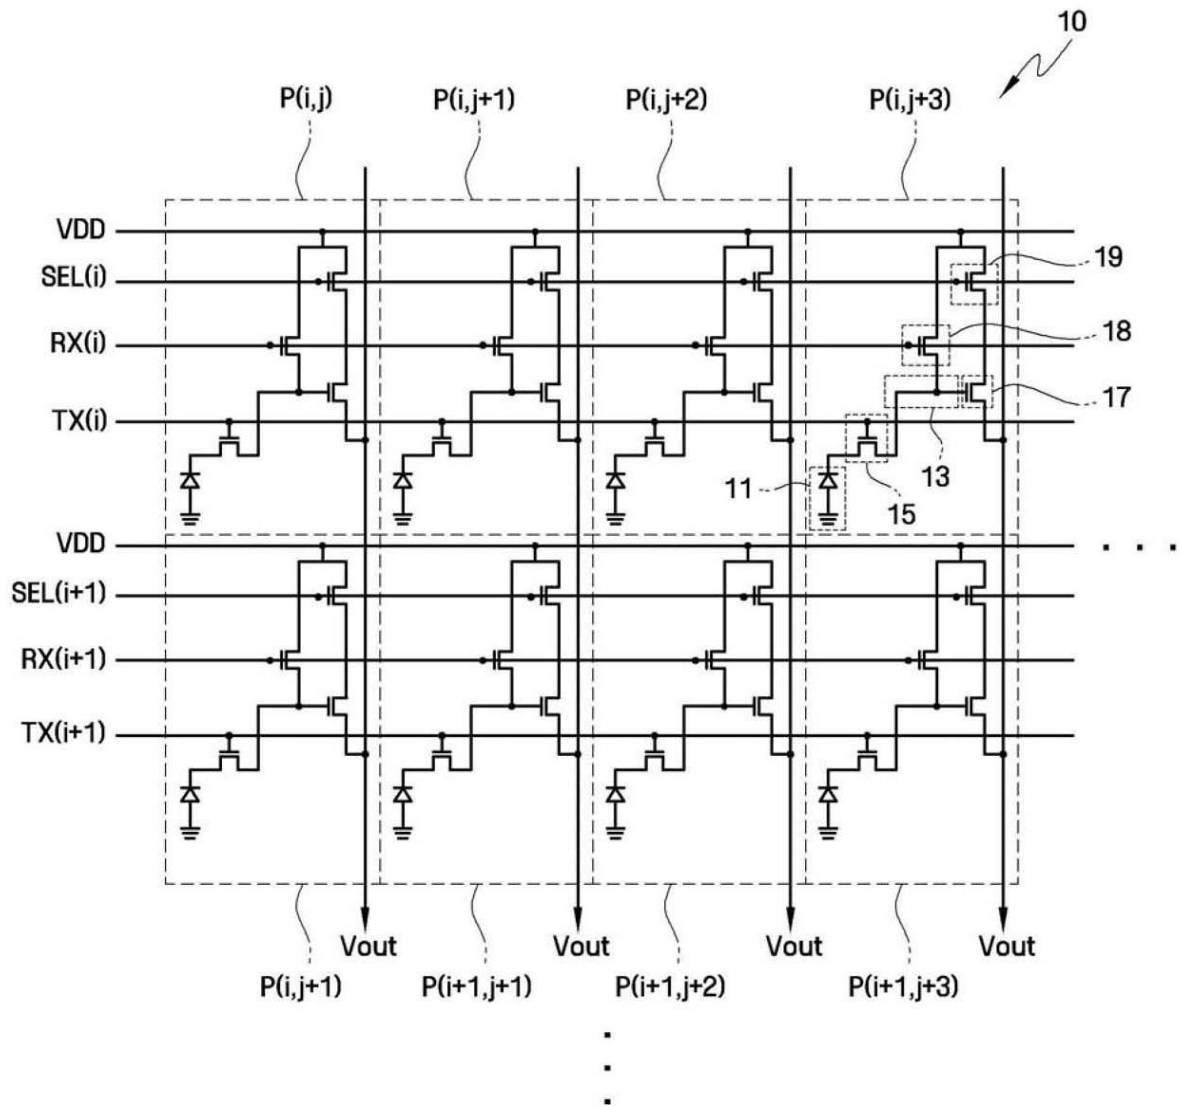 10
P(i,j) P(i,j+1) P(i,j+2) P(i,j+3)
VDD
SEL(i) 19
RX(i) 18
TX(i) 17
13
11 15
VDD
SEL(i+1)
RX(i+1)
TX(i+1)
Vout Vout Vout Vout
P(i,j+1) P(i+1,j+1) P(i+1,j+2) P(i+1,j+3)